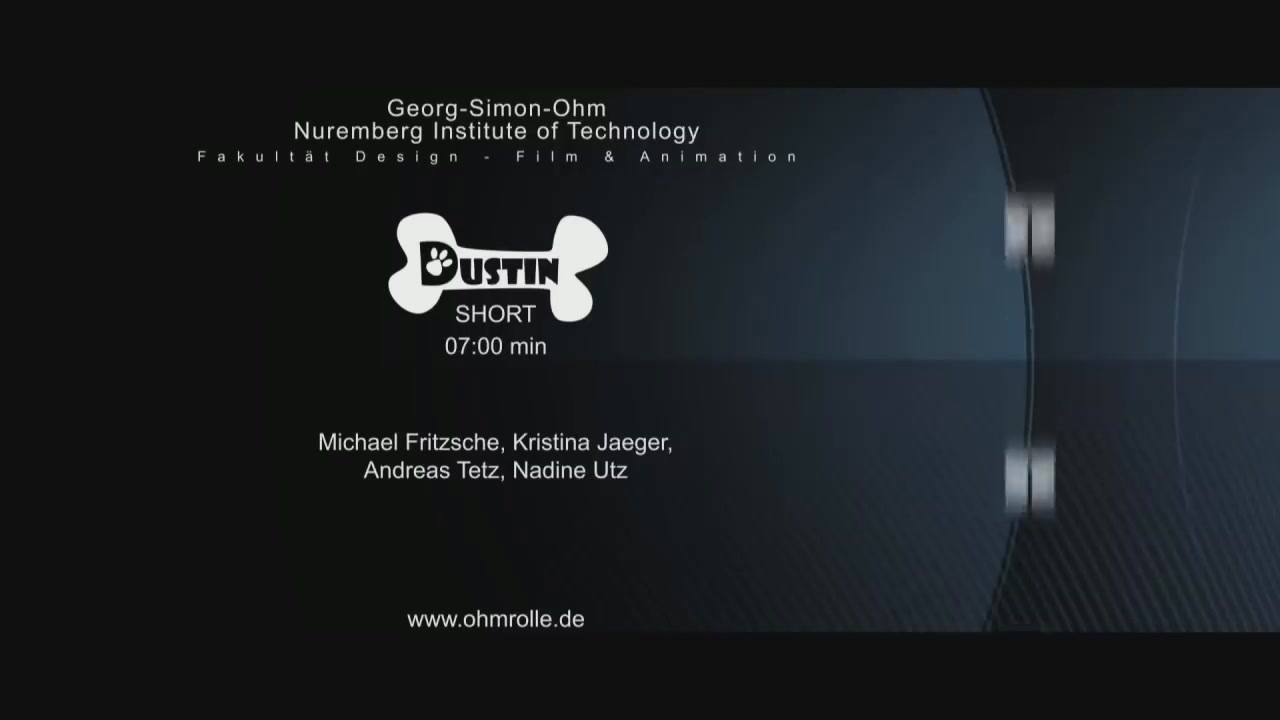 Georg-Simon-Ohm
Nuremberg Institute of Technology
Fakultät Design - Film & Animation
DUSTIN
SHORT
07:00 min
Michael Fritzsche, Kristina Jaeger,
Andreas Tetz, Nadine Utz
www.ohmrolle.de